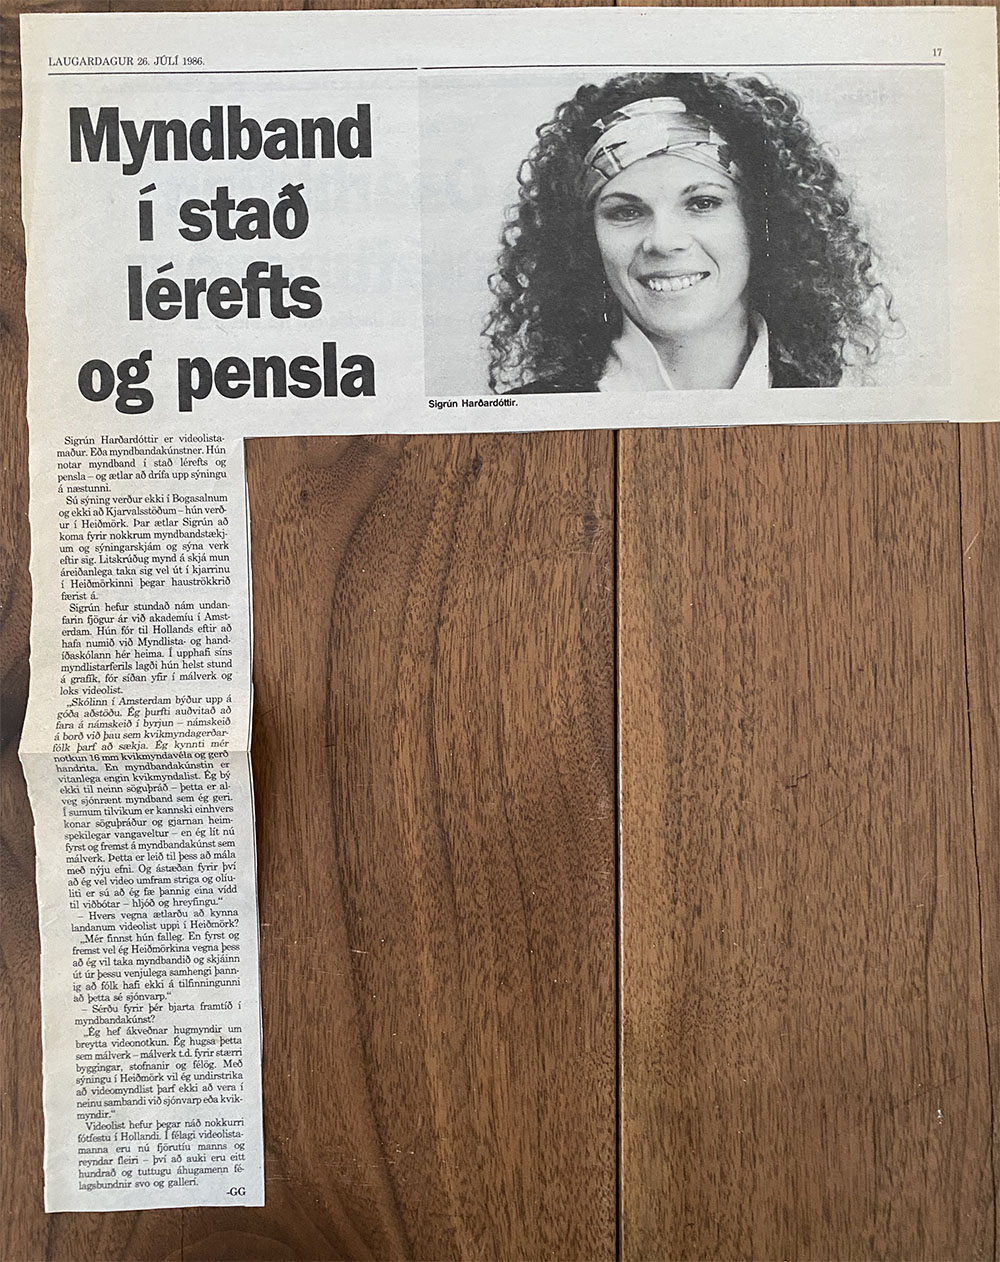 LAUGARDAGUR 26. JÚLÍ 1986.
17
Myndband
í stað
lérefts
og pensla
Sigrún Harðardóttir.
Sigrún Harðardóttir er videolista-
maður. Eða myndbandakúnstner. Hún
notar myndband í stað lérefts og
pensla – og ætlar að drífa upp sýningu
á næstunni.
Sú sýning verður ekki í Bogasalnum
og ekki að Kjarvalsstöðum – hún verð-
ur í Heiðmörk. Þar ætlar Sigrún að
koma fyrir nokkrum myndbandstækj-
um og sýningarskjám og sýna verk
eftir sig. Litskrúðug mynd á skjá mun
áreiðanlega taka sig vel út í kjarrinu
í Heiðmörkinni þegar hauströkkrið
færist á.
Sigrún hefur stundað nám undan-
farin fjögur ár við akademíu í Amst-
erdam. Hún fór til Hollands eftir að
hafa numið við Myndlista- og hand-
íðaskólann hér heima. Í upphafi síns
myndlistarferils lagði hún helst stund
á grafík, fór síðan yfir í málverk og
loks videolist.
„Skólinn í Amsterdam býður upp á
góða aðstöðu. Ég þurfti auðvitað að
fara á námskeið í byrjun – námskeið
á borð við þau sem kvikmyndagerðar-
fólk þarf að sækja. Ég kynnti mér
notkun 16 mm kvikmyndavéla og gerð
handrita. En myndbandakúnstin er
vitanlega engin kvikmyndalist. Ég bý
ekki til neinn söguþráð – þetta er al-
veg sjónrænt myndband sem ég geri.
Í sumum tilvikum er kannski einhvers
konar söguþráður og gjarnan heim-
spekilegar vangaveltur – en ég lít nú
fyrst og fremst á myndbandakúnst sem
málverk. Þetta er leið til þess að mála
með nýju efni. Og ástæðan fyrir því
að ég vel video umfram striga og olíu-
liti er sú að ég fæ þannig eina vídd
til viðbótar – hljóð og hreyfingu.“
– Hvers vegna ætlarðu að kynna
landanum videolist uppi í Heiðmörk?
„Mér finnst hún falleg. En fyrst og
fremst vel ég Heiðmörkina vegna þess
að ég vil taka myndbandið og skjáinn
út úr þessu venjulega samhengi þann-
ig að fólk hafi ekki á tilfinningunni
að þetta sé sjónvarp.“
– Sérðu fyrir þér bjarta framtíð í
myndbandakúnst?
„Ég hef ákveðnar hugmyndir um
breytta videonotkun. Ég hugsa þetta
sem málverk – málverk t.d. fyrir stærri
byggingar, stofnanir og félög. Með
sýningu í Heiðmörk vil ég undirstrika
að videomyndlist þarf ekki að vera í
neinu sambandi við sjónvarp eða kvik-
myndir.“
Videolist hefur þegar náð nokkurri
fótfestu í Hollandi. Í félagi videolista-
manna eru nú fjörutíu manns og
reyndar fleiri – því að auki eru eitt
hundrað og tuttugu áhugamenn fé-
lagsbundnir svo og gallerí.
-GG